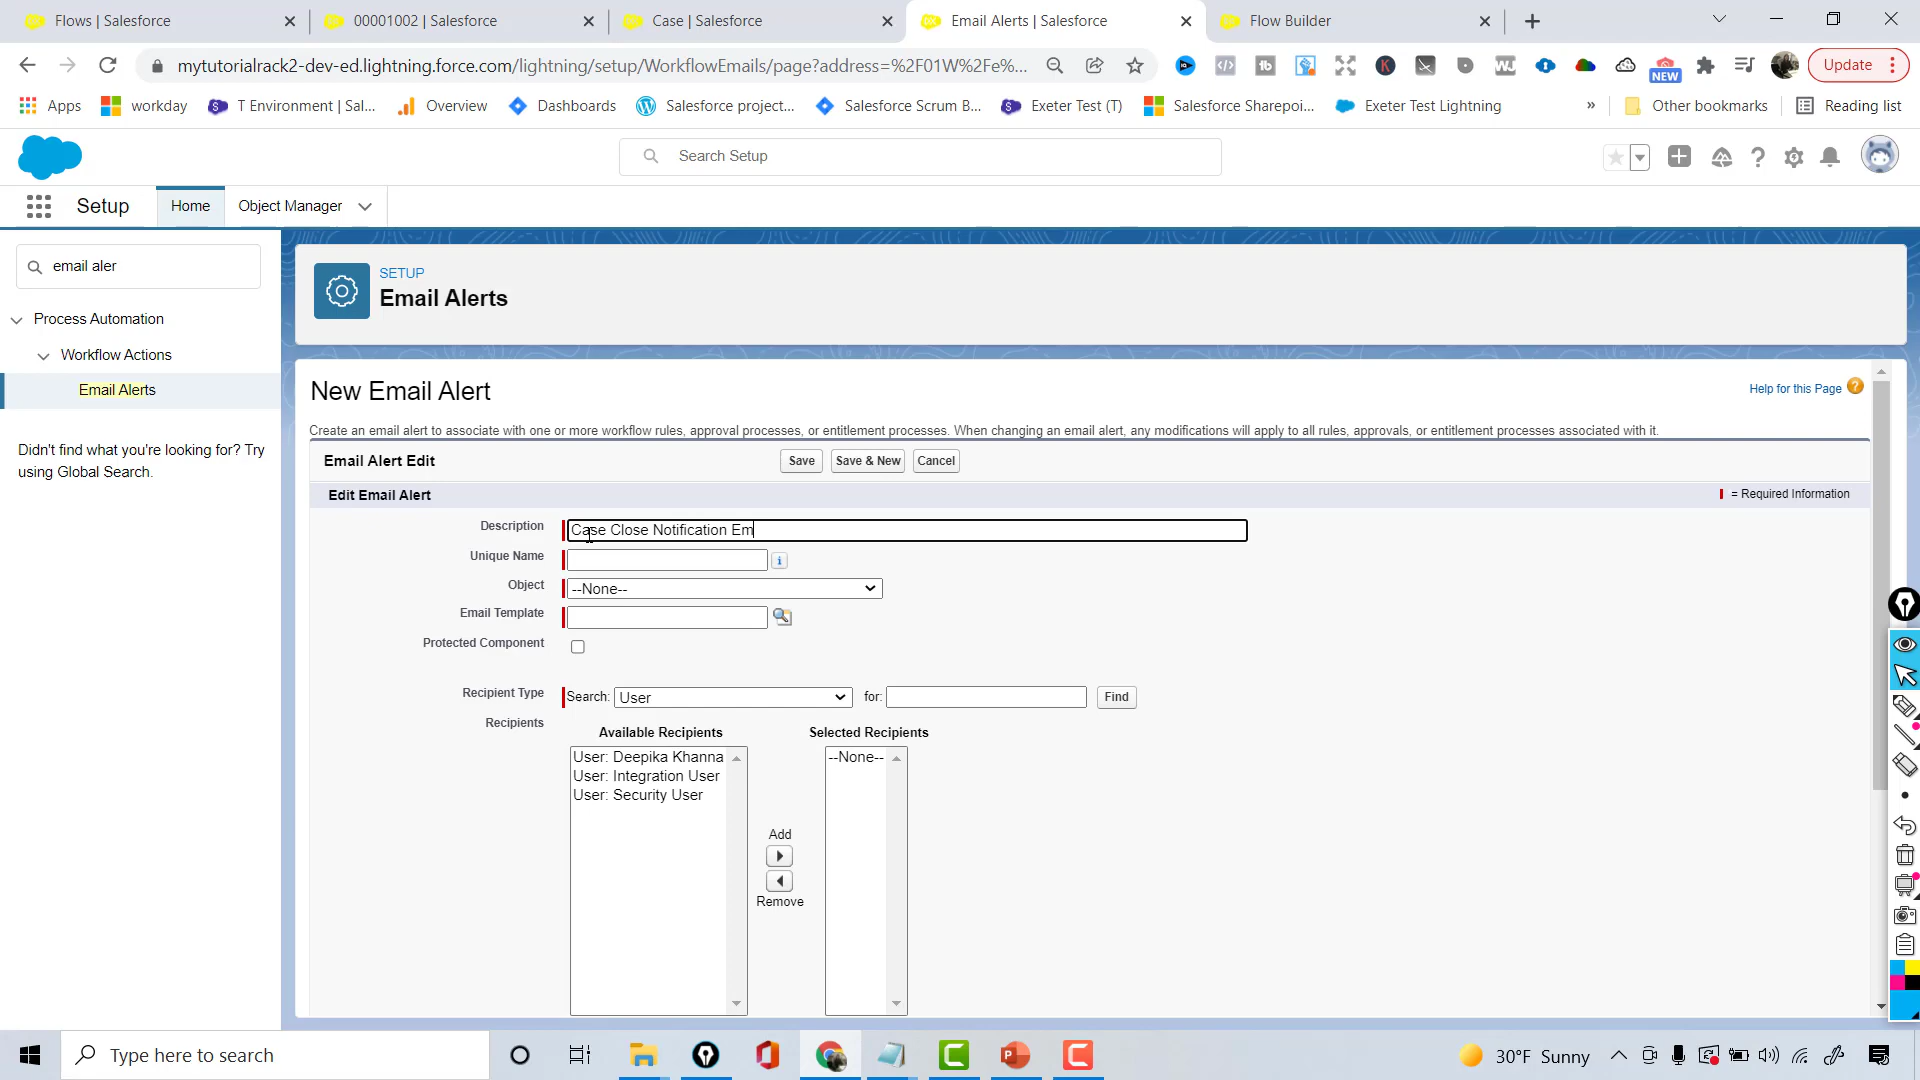 Flows | Salesforce
00001002 | Salesforce
Case | Salesforce
Email Alerts | Salesforce
Flow Builder
mytutorialrack2-dev-ed.lightning.force.com/lightning/setup/WorkflowEmails/page?address=%2F01W%2Fe%...
Update
NEW
Apps
workday
T Environment | Sal...
Overview
Dashboards
Salesforce project...
Salesforce Scrum B...
Exeter Test (T)
Salesforce Sharepoi...
Exeter Test Lightning
»
Other bookmarks
Reading list
Search Setup
Setup
Home
Object Manager
email aler
Process Automation
Workflow Actions
Email Alerts
Didn't find what you're looking for? Try
using Global Search.
SETUP
Email Alerts
New Email Alert
Help for this Page
Create an email alert to associate with one or more workflow rules, approval processes, or entitlement processes. When changing an email alert, any modifications will apply to all rules, approvals, or entitlement processes associated with it.
Email Alert Edit
Save
Save & New
Cancel
Edit Email Alert
= Required Information
Description
Case Close Notification Em
Unique Name
Object
--None--
Email Template
Protected Component
Recipient Type
Search:
User
for:
Find
Recipients
Available Recipients
Selected Recipients
User: Deepika Khanna
User: Integration User
User: Security User
--None--
Add
Remove
Type here to search
30°F Sunny